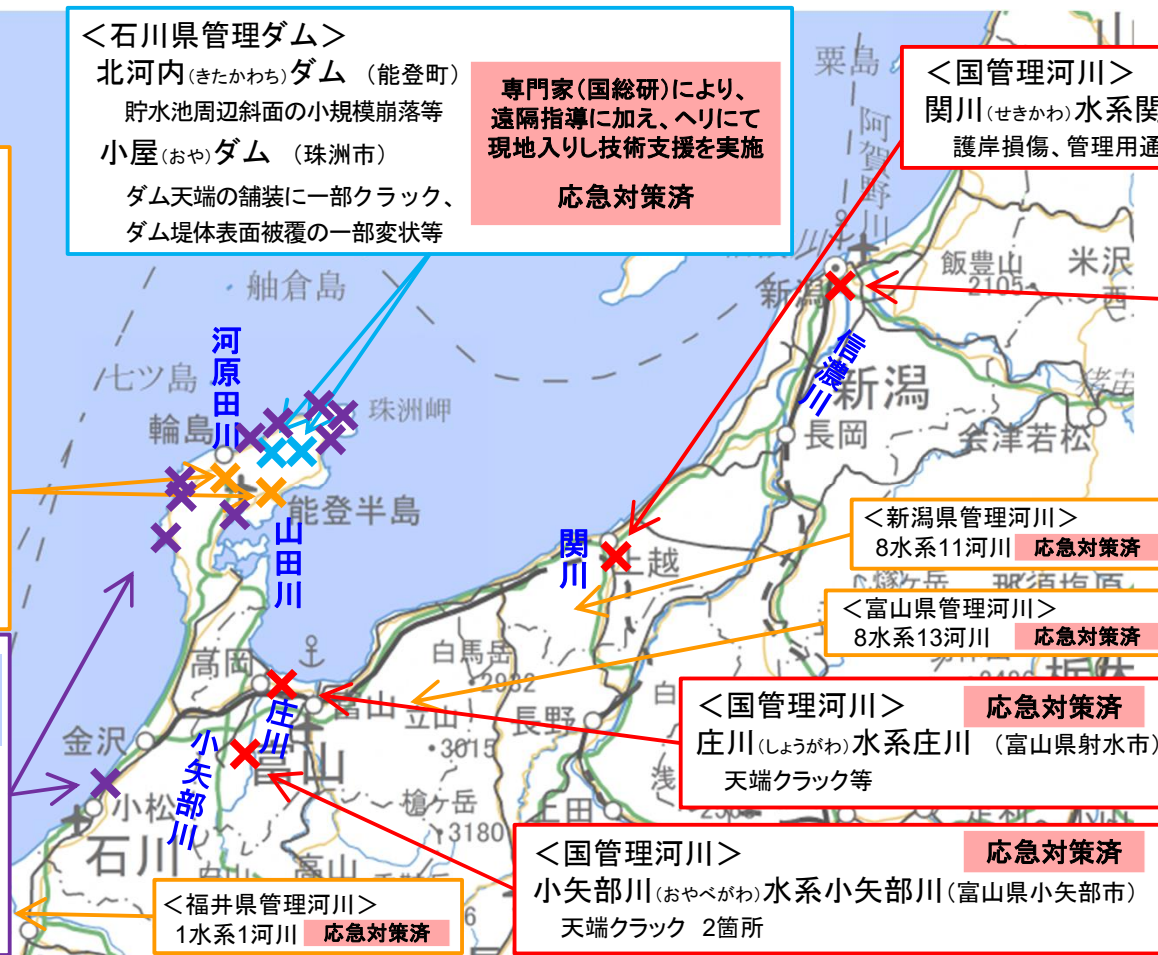 ＜石川県管理ダム＞
北河内(きたかわち)ダム （能登町）
貯水池周辺斜面の小規模崩落等
小屋(おや)ダム （珠洲市）
ダム天端の舗装に一部クラック、
ダム堤体表面被覆の一部変状等
専門家(国総研)により、
遠隔指導に加え、ヘリにて
現地入りし技術支援を実施
応急対策済
＜国管理河川＞
関川(せきかわ)水系関
護岸損傷、管理用通
粟島
阿賀野川
飯豊山
2105
米沢
新潟
信濃川
新潟
長岡
会津若松
舳倉島
七ツ島
河原田川
輪島
珠洲岬
能登半島
山田川
関川
上越
＜新潟県管理河川＞
8水系11河川 応急対策済
那須塩原
＜富山県管理河川＞
8水系13河川 応急対策済
高岡
白馬岳
2932
富山
立山
3015
長野
庄川
小矢部川
富山
金沢
小松
石川
槍ヶ岳
3180
高山
上田
＜国管理河川＞ 応急対策済
庄川(しょうがわ)水系庄川 （富山県射水市）
天端クラック等
＜国管理河川＞ 応急対策済
小矢部川(おやべがわ)水系小矢部川(富山県小矢部市)
天端クラック 2箇所
＜福井県管理河川＞
1水系1河川 応急対策済